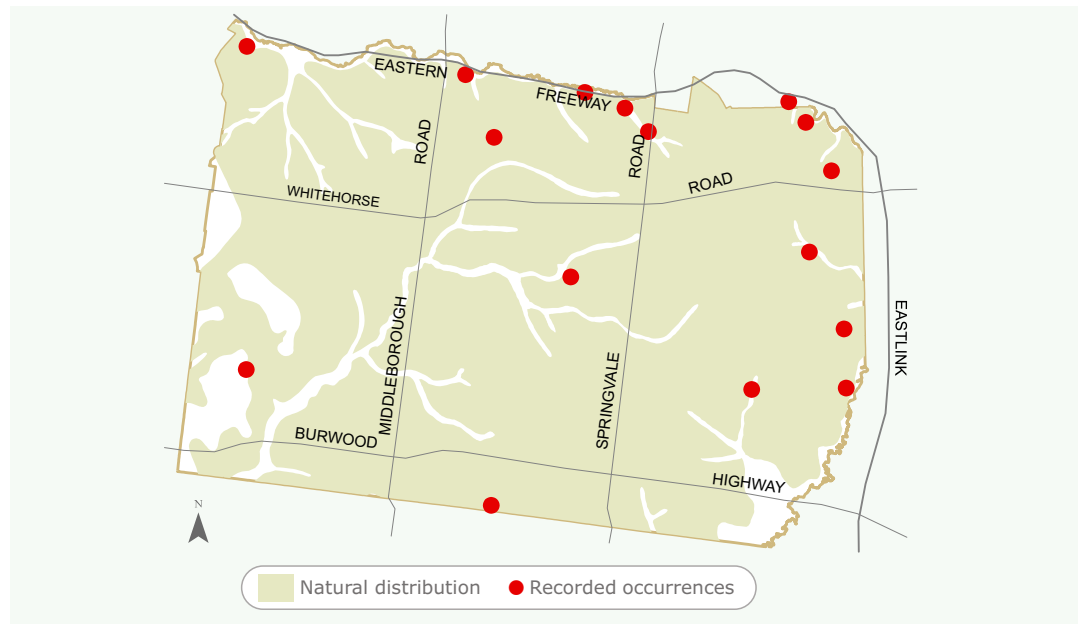 EASTERN
FREEWAY
ROAD
ROAD
ROAD
WHITEHORSE
MIDDLEBOROUGH
EASTLINK
SPRINGVALE
BURWOOD
HIGHWAY
N
Natural distribution
Recorded occurrences